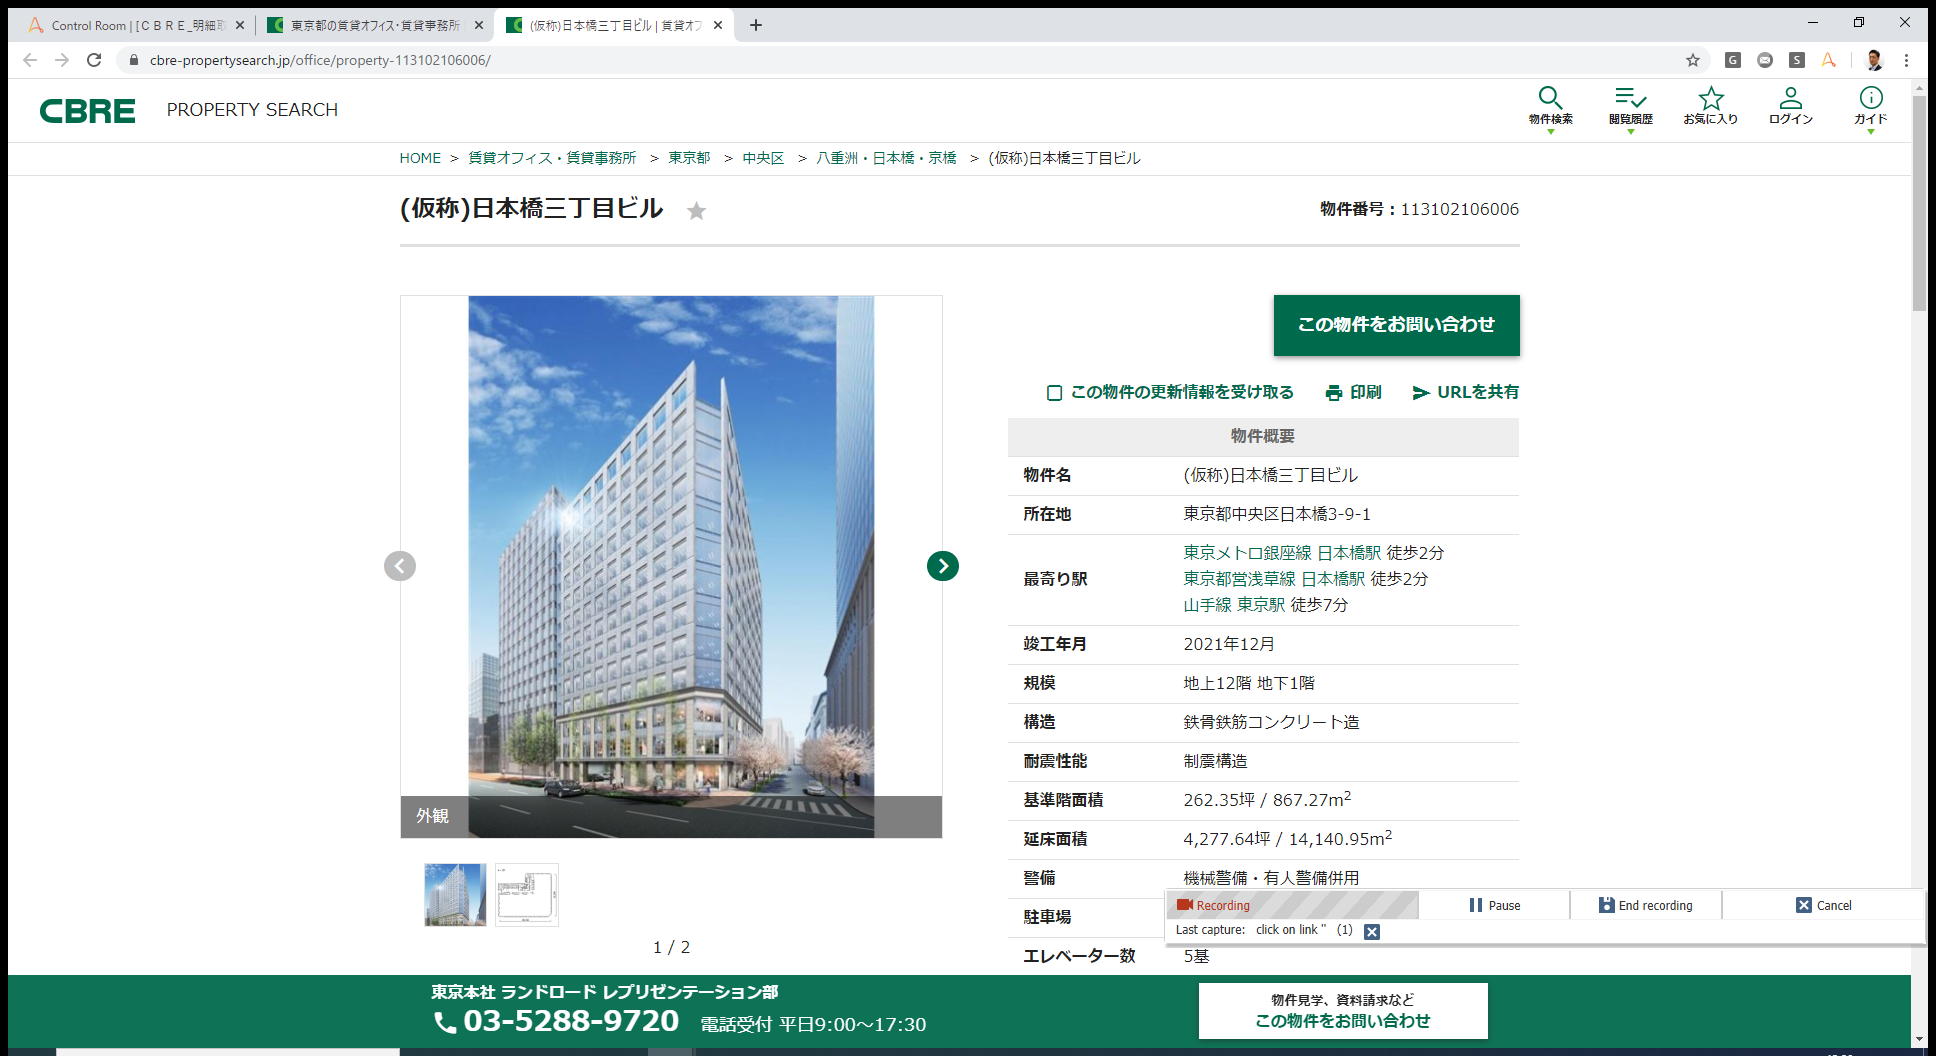 Control Room | [ＣＢＲＥ_明細取
東京都の賃貸オフィス・賃貸事務所
(仮称)日本橋三丁目ビル | 賃貸オフ
cbre-propertysearch.jp/office/property-113102106006/
CBRE PROPERTY SEARCH
物件検索 閲覧履歴 お気に入り ログイン ガイド
HOME > 賃貸オフィス・賃貸事務所 > 東京都 > 中央区 > 八重洲・日本橋・京橋 > (仮称)日本橋三丁目ビル
(仮称)日本橋三丁目ビル
物件番号：113102106006
この物件をお問い合わせ
この物件の更新情報を受け取る 印刷 URLを共有
物件概要
物件名 (仮称)日本橋三丁目ビル
所在地 東京都中央区日本橋3-9-1
最寄り駅
東京メトロ銀座線 日本橋駅 徒歩2分
東京都営浅草線 日本橋駅 徒歩2分
山手線 東京駅 徒歩7分
竣工年月 2021年12月
規模 地上12階 地下1階
構造 鉄骨鉄筋コンクリート造
耐震性能 制震構造
基準階面積 262.35坪 / 867.27m2
延床面積 4,277.64坪 / 14,140.95m2
警備 機械警備・有人警備併用
駐車場
エレベーター数 5基
外観
1 / 2
Recording Pause End recording Cancel
Last capture: click on link '' (1)
東京本社 ランドロード レプリゼンテーション部
03-5288-9720 電話受付 平日9:00～17:30
物件見学、資料請求など
この物件をお問い合わせ